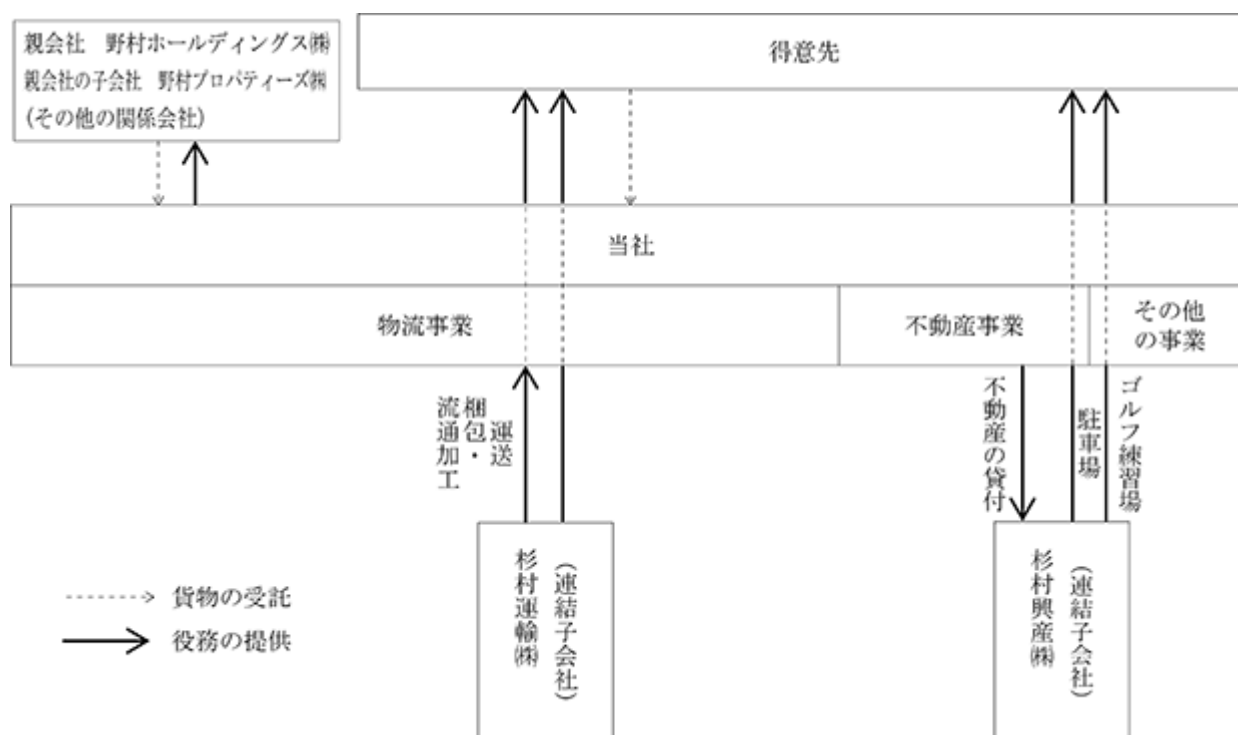 親会社 野村ホールディングス㈱
親会社の子会社 野村プロパティーズ㈱
(その他の関係会社)
得意先
当社
物流事業
不動産事業
その他
の事業
運送
梱包・
流通加工
不動産の貸付
駐車場
ゴルフ練習場
(連結子会社)
杉村運輸㈱
(連結子会社)
杉村興産㈱
貨物の受託
役務の提供